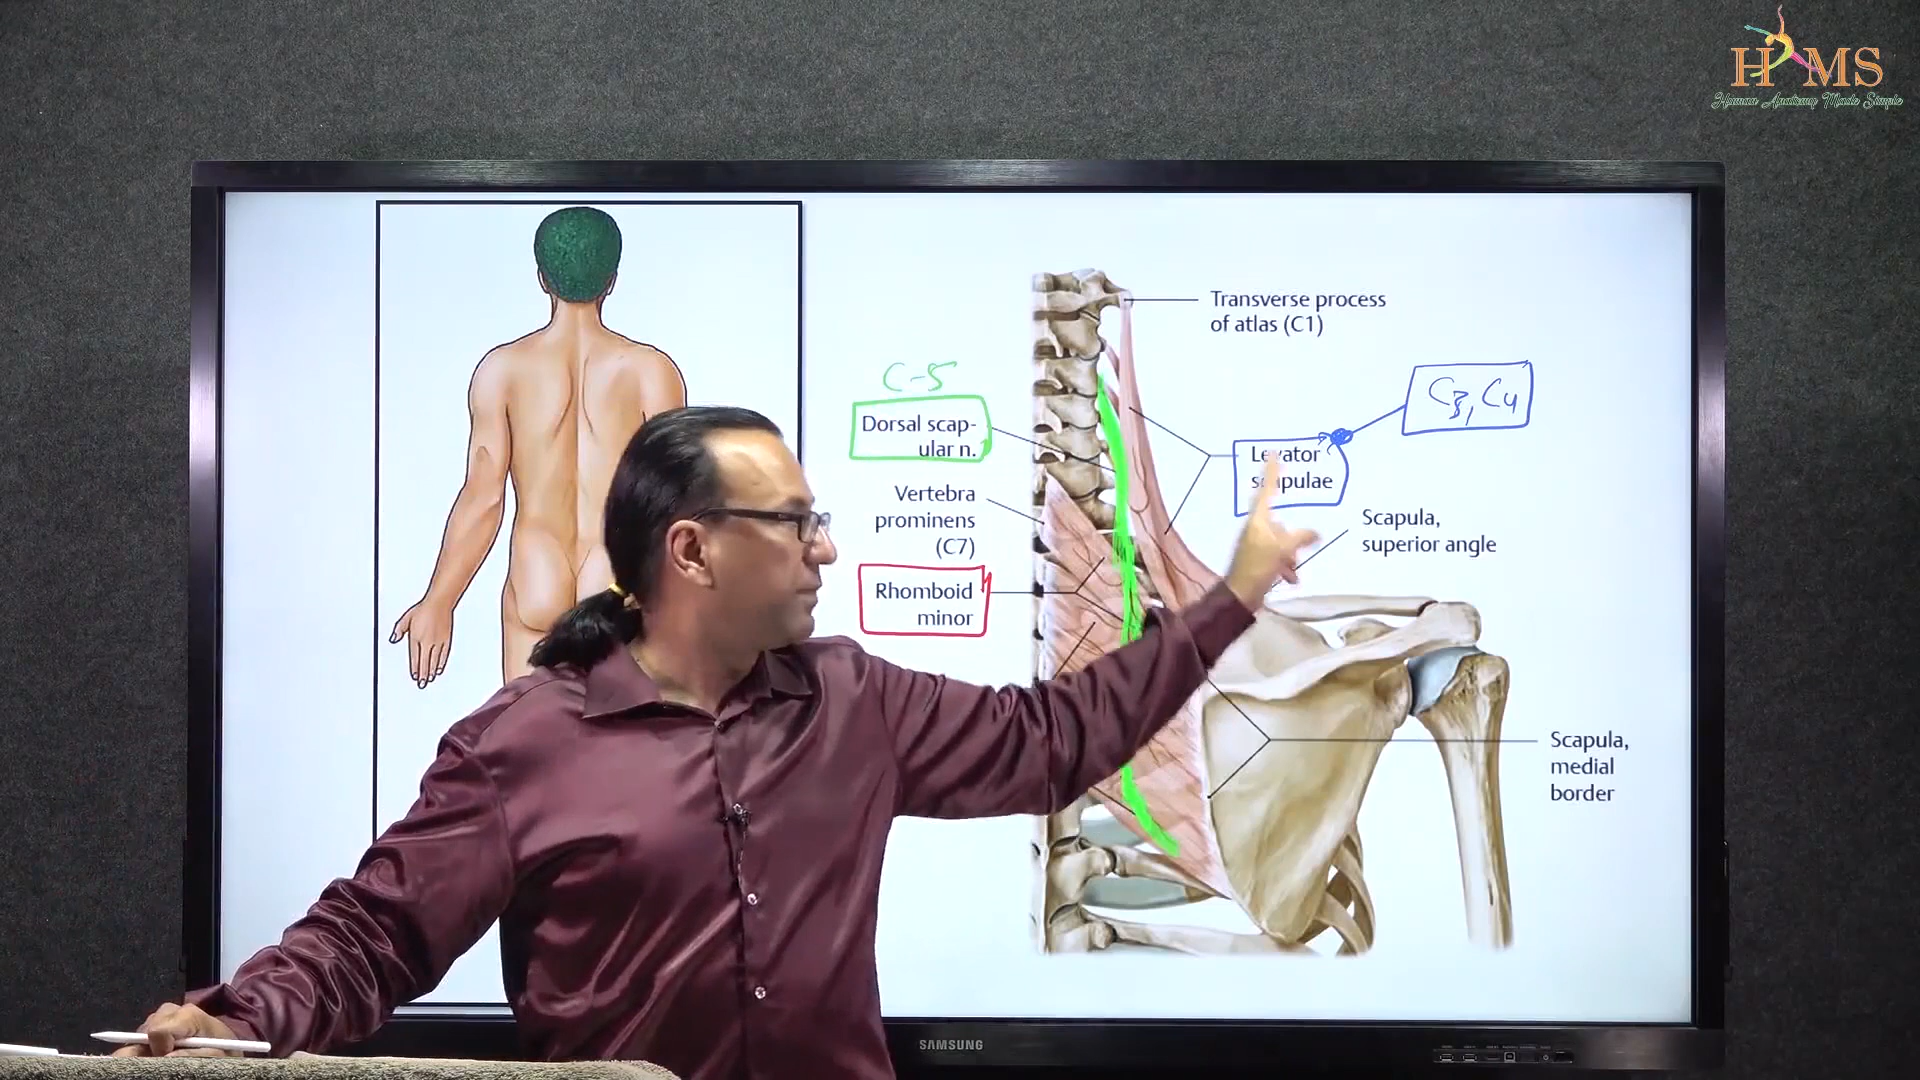 HAMS
Human Anatomy Made Simple
Transverse process
of atlas (C1)
C-5
Dorsal scap-
ular n.
C3, C4
Levator
scapulae
Vertebra
prominens
(C7)
Scapula,
superior angle
Rhomboid
minor
Scapula,
medial
border
SAMSUNG